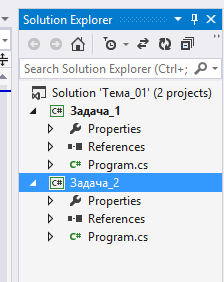 Solution Explorer
Search Solution Explorer (Ctrl+;
Solution 'Тема_01' (2 projects)
C# Задача_1
Properties
References
C# Program.cs
C# Задача_2
Properties
References
C# Program.cs